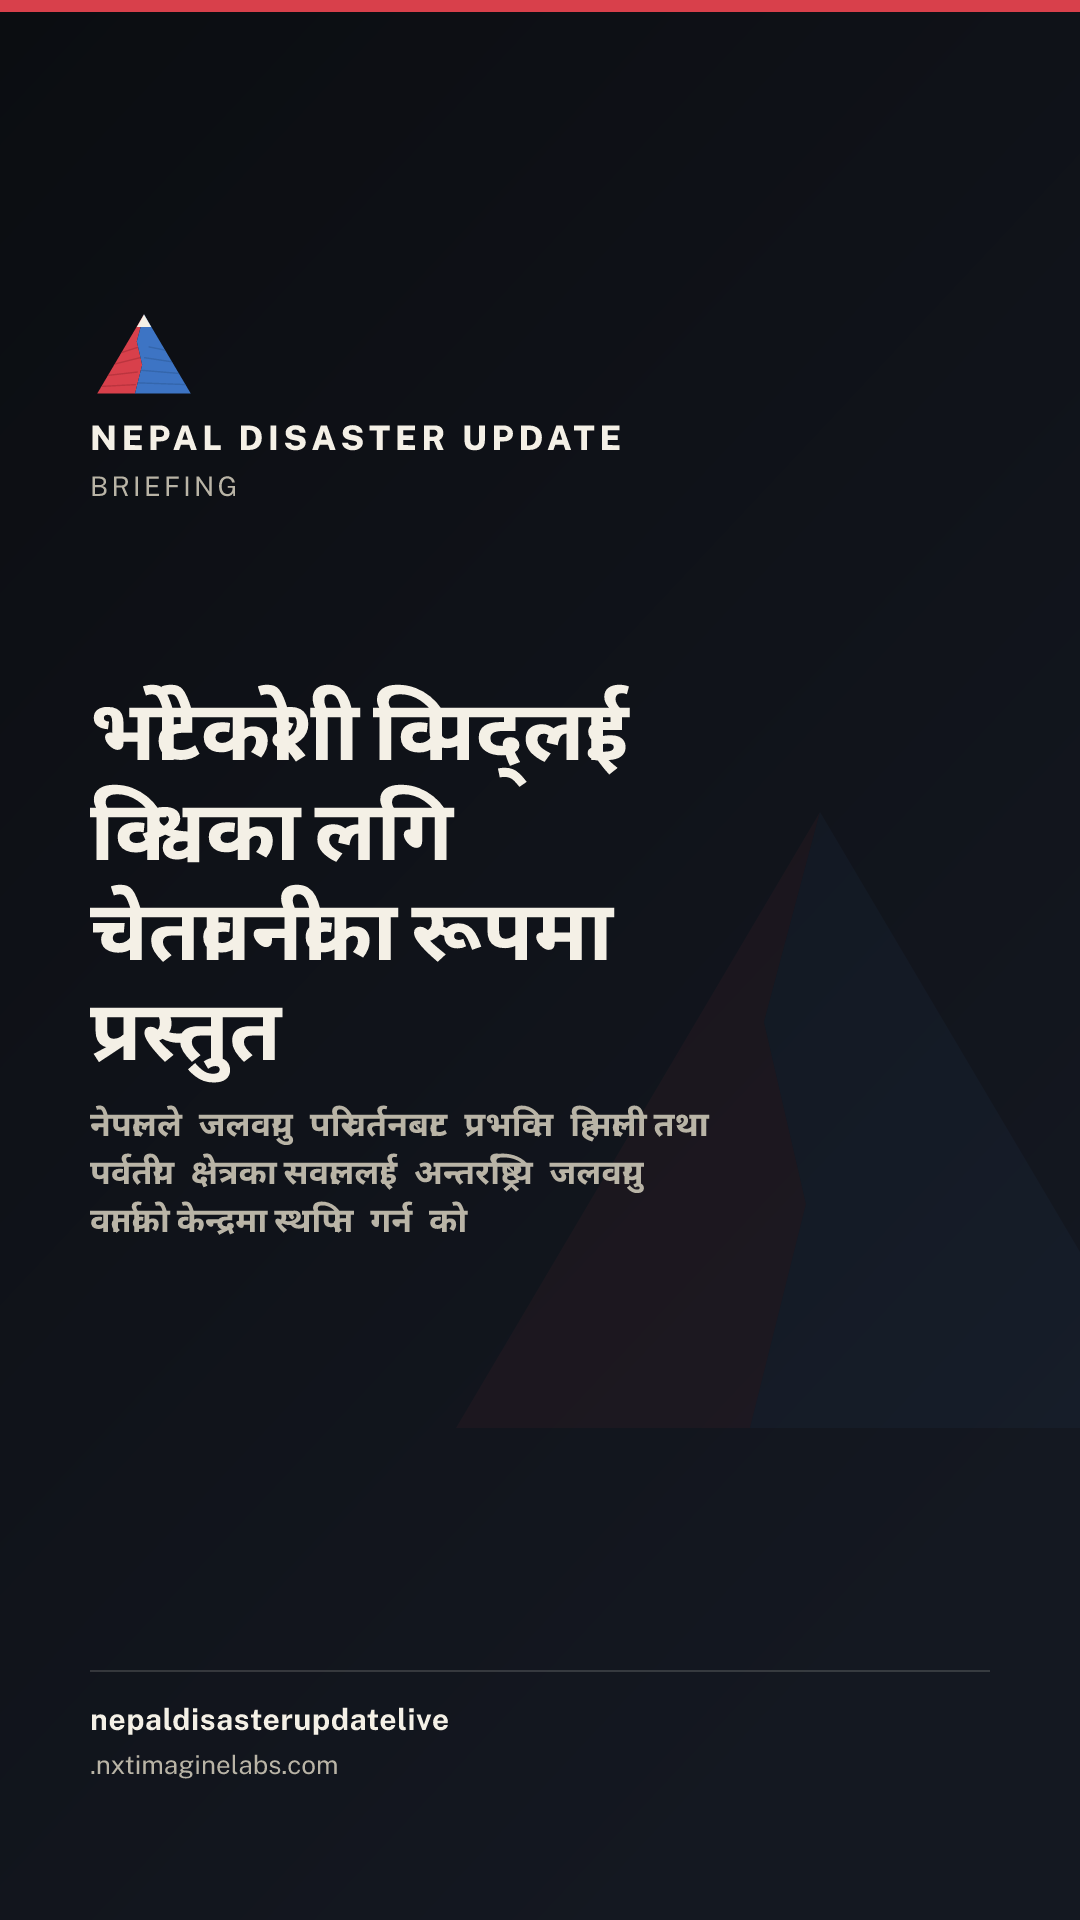 NEPAL DISASTER UPDATE
BRIEFING
भोटेकोशी विपद्लाई
विश्वका लागि
चेतावनीका रूपमा
प्रस्तुत
नेपालले जलवायु परिवर्तनबाट प्रभावित हिमाली तथा
पर्वतीय क्षेत्रका सवाललाई अन्तर्राष्ट्रिय जलवायु
वार्ताको केन्द्रमा स्थापित गर्न को
nepaldisasterupdatelive
.nxtimaginelabs.com